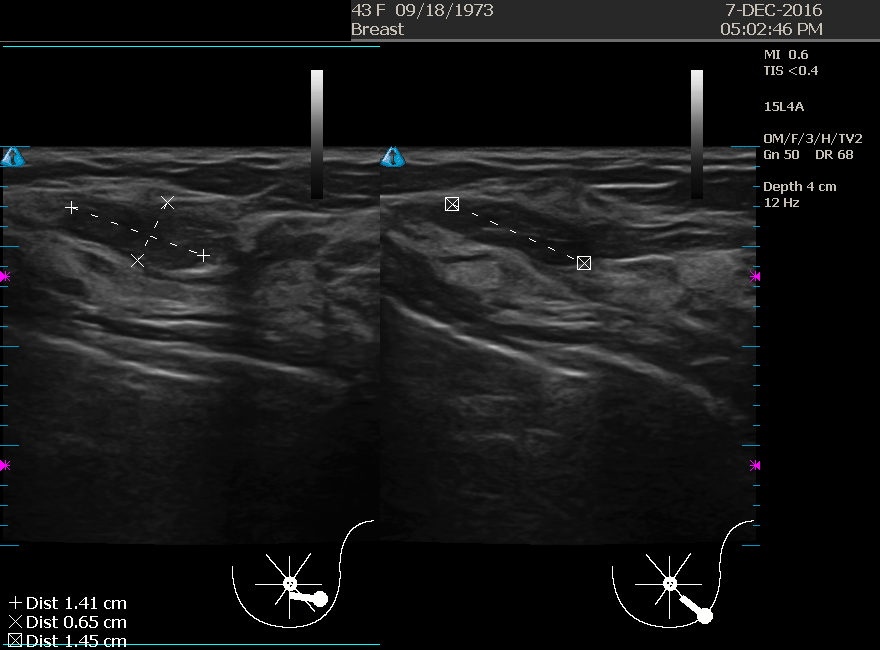 43 F 09/18/1973
7-DEC-2016
Breast
05:02:46 PM
MI 0.6
TIS <0.4
15L4A
OM/F/3/H/TV2
Gn 50 DR 68
Depth 4 cm
12 Hz
Dist 1.41 cm
Dist 0.65 cm
Dist 1.45 cm